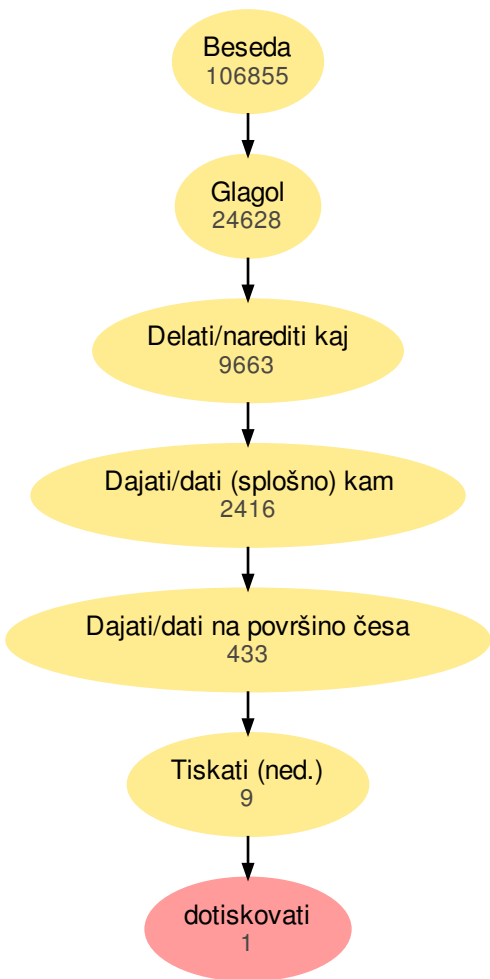 Beseda
106855
Glagol
24628
Delati/narediti kaj
9663
Dajati/dati (splošno) kam
2416
Dajati/dati na površino česa
433
Tiskati (ned.)
9
dotiskovati
1